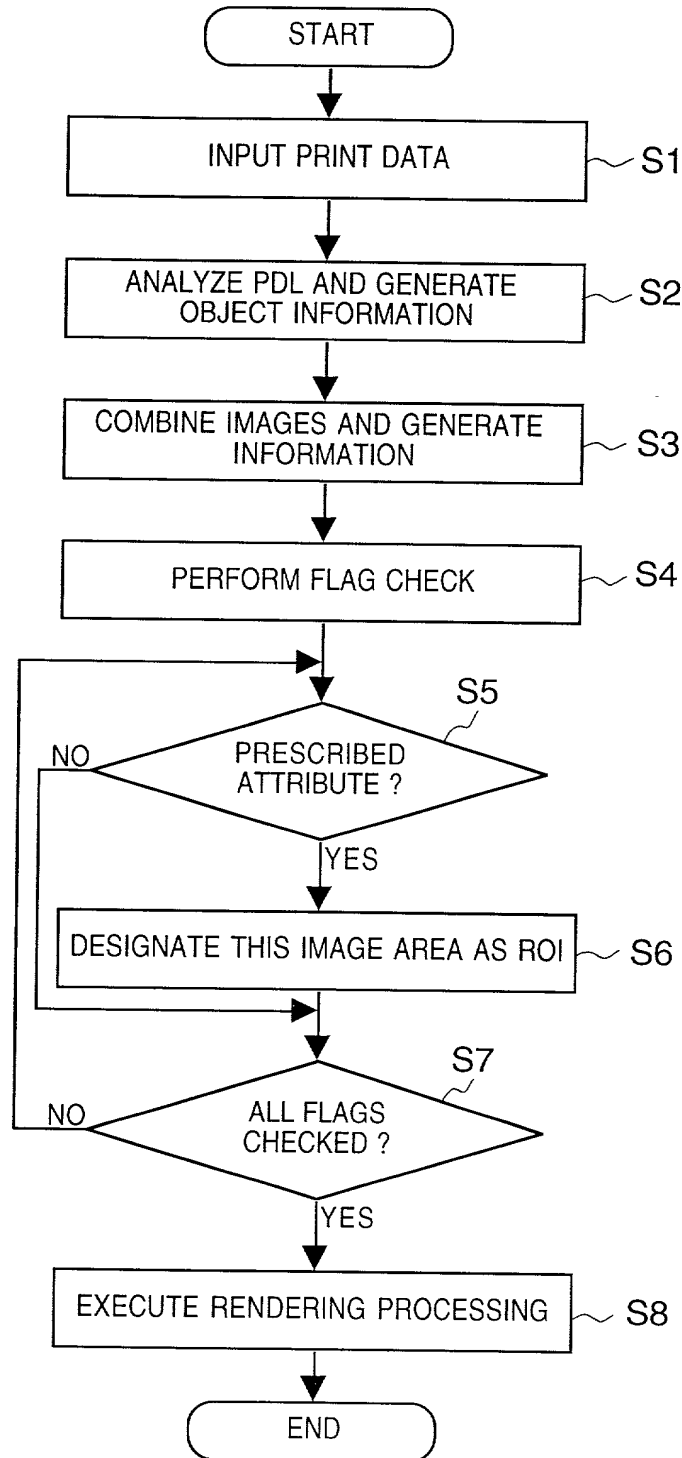 START
INPUT PRINT DATA
S1
ANALYZE PDL AND GENERATE
OBJECT INFORMATION
S2
COMBINE IMAGES AND GENERATE
INFORMATION
S3
PERFORM FLAG CHECK
S4
S5
NO
PRESCRIBED
ATTRIBUTE ?
YES
DESIGNATE THIS IMAGE AREA AS ROI
S6
S7
NO
ALL FLAGS
CHECKED ?
YES
EXECUTE RENDERING PROCESSING
S8
END